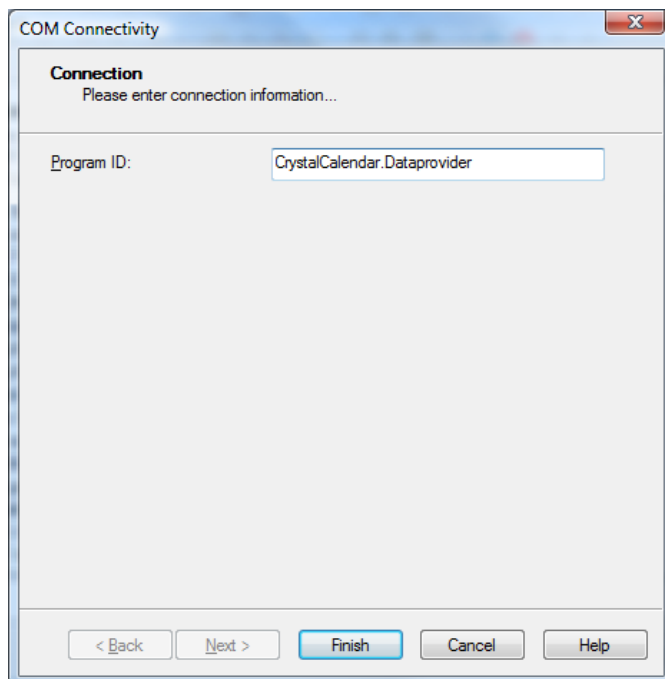 COM Connectivity
Connection
Please enter connection information...
Program ID: CrystalCalendar.Dataprovider
< Back Next > Finish Cancel Help